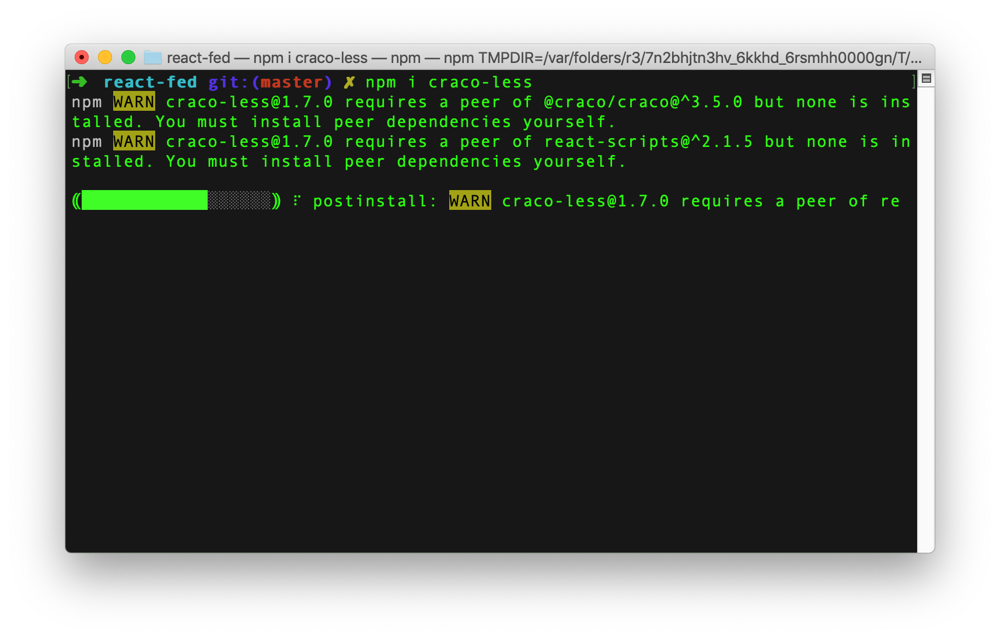 react-fed — npm i craco-less — npm — npm TMPDIR=/var/folders/r3/7n2bhjtn3hv_6kkhd_6rsmhh0000gn/T/...
[➜  react-fed git:(master) ✗ npm i craco-less ]
npm WARN craco-less@1.7.0 requires a peer of @craco/craco@^3.5.0 but none is ins
talled. You must install peer dependencies yourself.
npm WARN craco-less@1.7.0 requires a peer of react-scripts@^2.1.5 but none is in
stalled. You must install peer dependencies yourself.
⸨████████████░░░░░░⸩ ⠏ postinstall: WARN craco-less@1.7.0 requires a peer of re